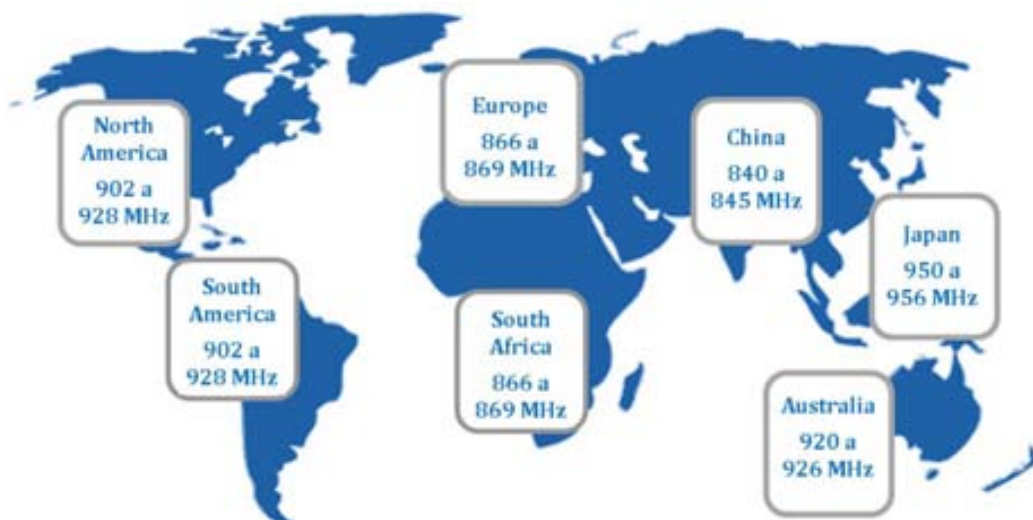 North
America
902 a
928 MHz
Europe
866 a
869 MHz
China
840 a
845 MHz
Japan
950 a
956 MHz
South
America
902 a
928 MHz
South
Africa
866 a
869 MHz
Australia
920 a
926 MHz